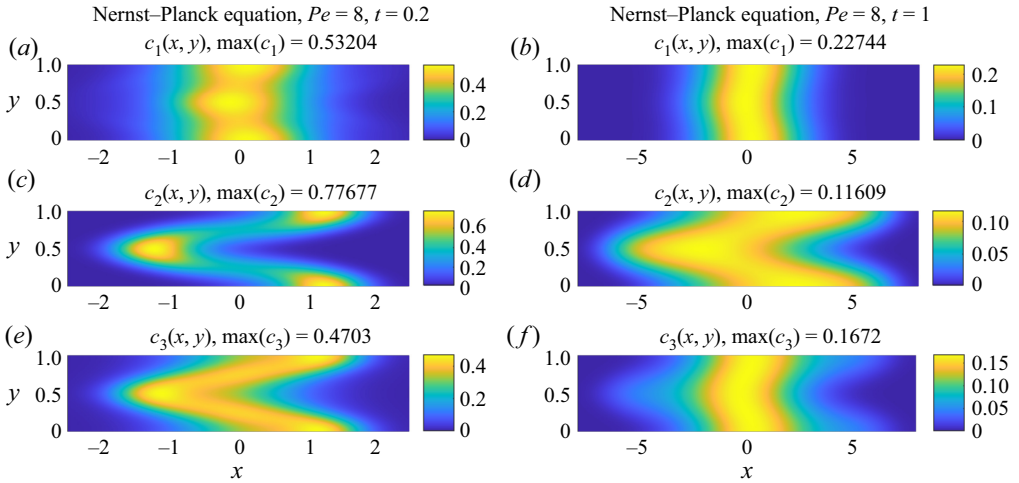 Nernst–Planck equation, Pe = 8, t = 0.2
(a) c1(x, y), max(c1) = 0.53204
1.0
y 0.5
0
–2 –1 0 1 2
0.4
0.2
0
(c) c2(x, y), max(c2) = 0.77677
1.0
y 0.5
0
–2 –1 0 1 2
0.6
0.4
0.2
0
(e) c3(x, y), max(c3) = 0.4703
1.0
y 0.5
0
–2 –1 0 1 2
x
0.4
0.2
0
Nernst–Planck equation, Pe = 8, t = 1
(b) c1(x, y), max(c1) = 0.22744
1.0
0.5
0
–5 0 5
0.2
0.1
0
(d) c2(x, y), max(c2) = 0.11609
1.0
0.5
0
–5 0 5
0.10
0.05
0
(f) c3(x, y), max(c3) = 0.1672
1.0
0.5
0
–5 0 5
x
0.15
0.10
0.05
0